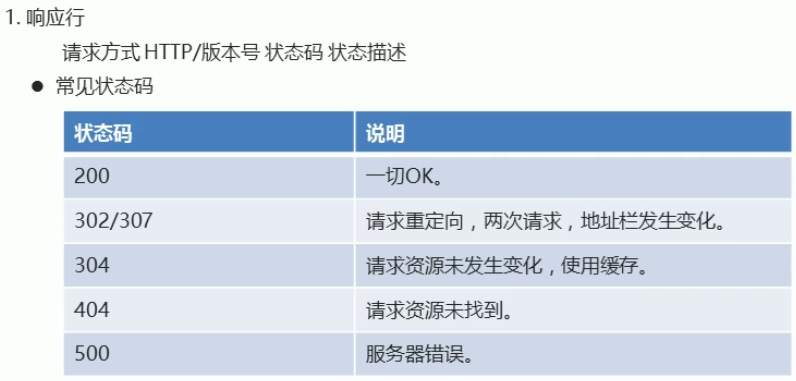 1. 响应行
请求方式 HTTP/版本号 状态码 状态描述
● 常见状态码
状态码 说明
200 一切OK。
302/307 请求重定向，两次请求，地址栏发生变化。
304 请求资源未发生变化，使用缓存。
404 请求资源未找到。
500 服务器错误。